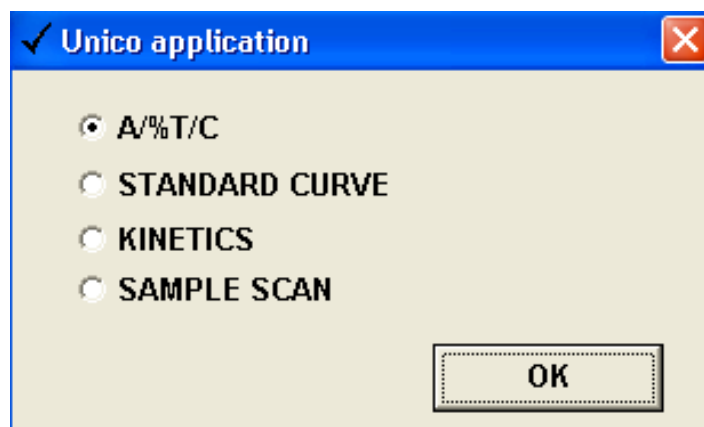 Unico application
A/%T/C
STANDARD CURVE
KINETICS
SAMPLE SCAN
OK